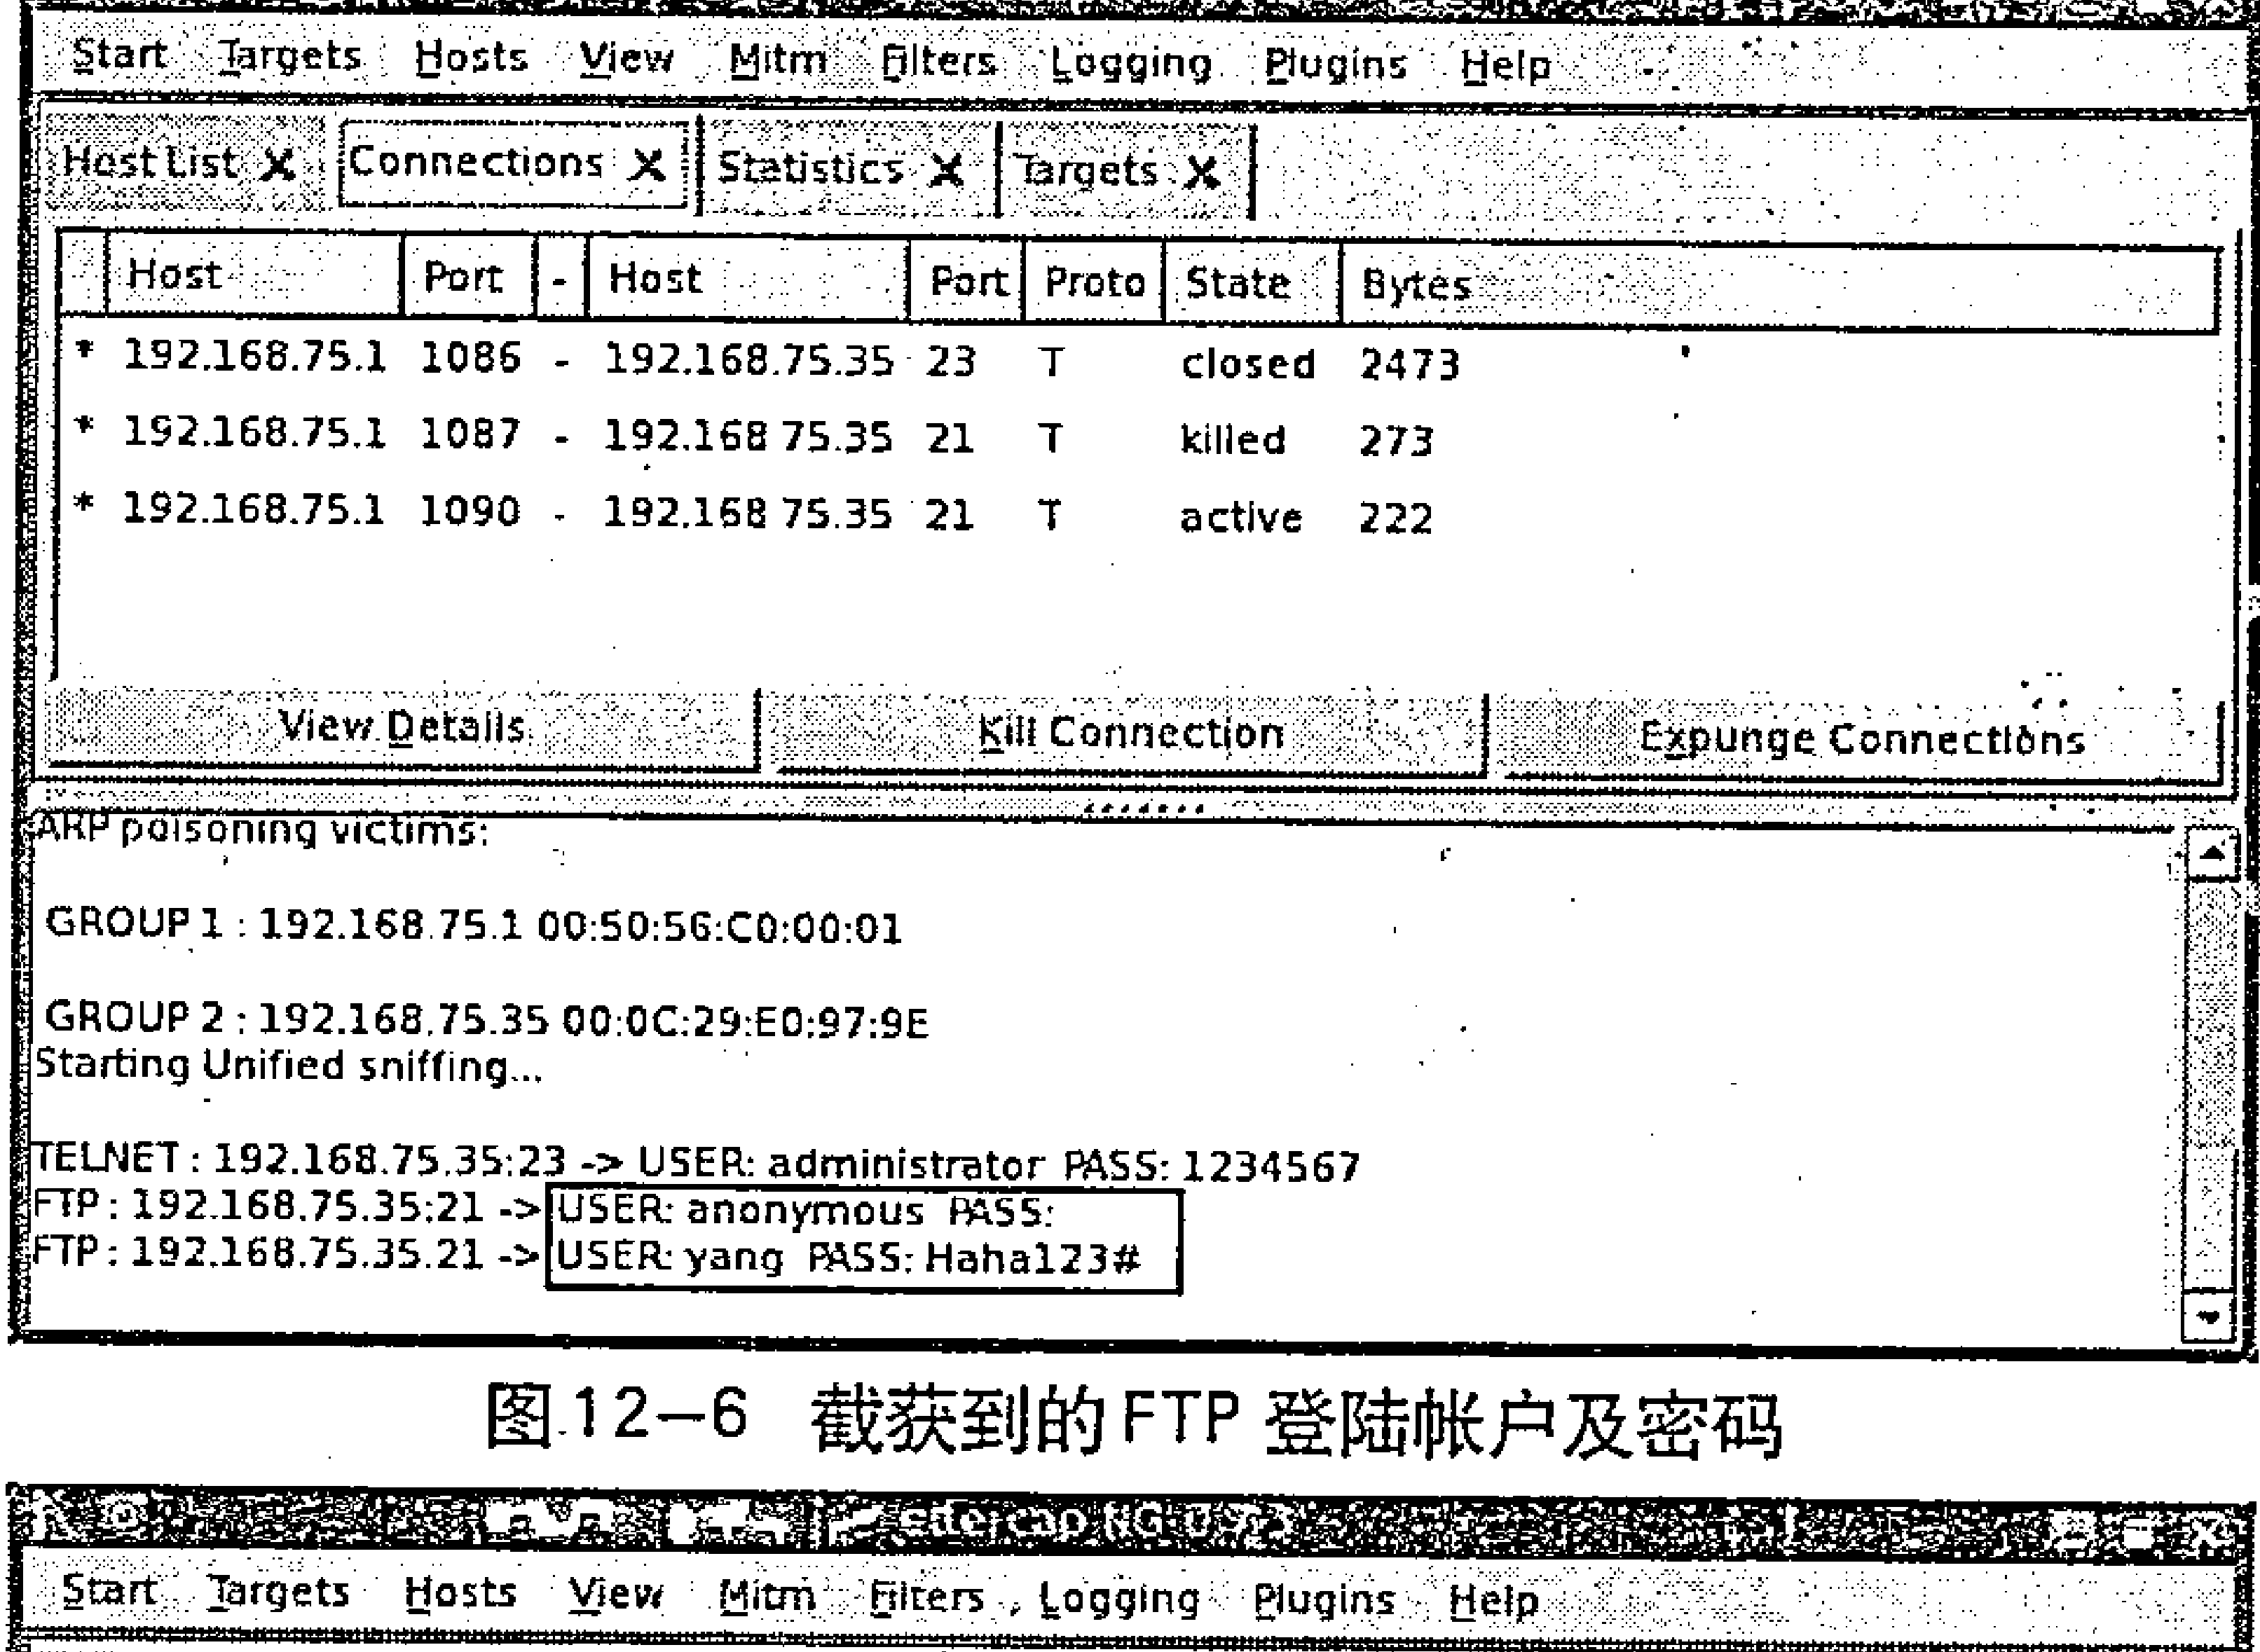 Start Targets Hosts View Mitm Filters Logging Plugins Help
Host List X Connections X Statistics X Targets X
Host Port - Host Port Proto State Bytes
* 192.168.75.1 1086 - 192.168.75.35 23 T closed 2473
* 192.168.75.1 1087 - 192.168 75.35 21 T killed 273
* 192.168.75.1 1090 - 192.168 75.35 21 T active 222
View Details Kill Connection Expunge Connections
ARP poisoning victims:
GROUP 1 : 192.168.75.1 00:50:56:C0:00:01
GROUP 2 : 192.168.75.35 00:0C:29:E0:97:9E
Starting Unified sniffing...
TELNET : 192.168.75.35:23 -> USER: administrator PASS: 1234567
FTP : 192.168.75.35:21 -> USER: anonymous PASS:
FTP : 192.168.75.35.21 -> USER: yang PASS: Haha123#
图.12-6 截获到的FTP 登陆帐户及密码
ettercap NG-0.7.3
Start Targets Hosts View Mitm Filters Logging Plugins Help